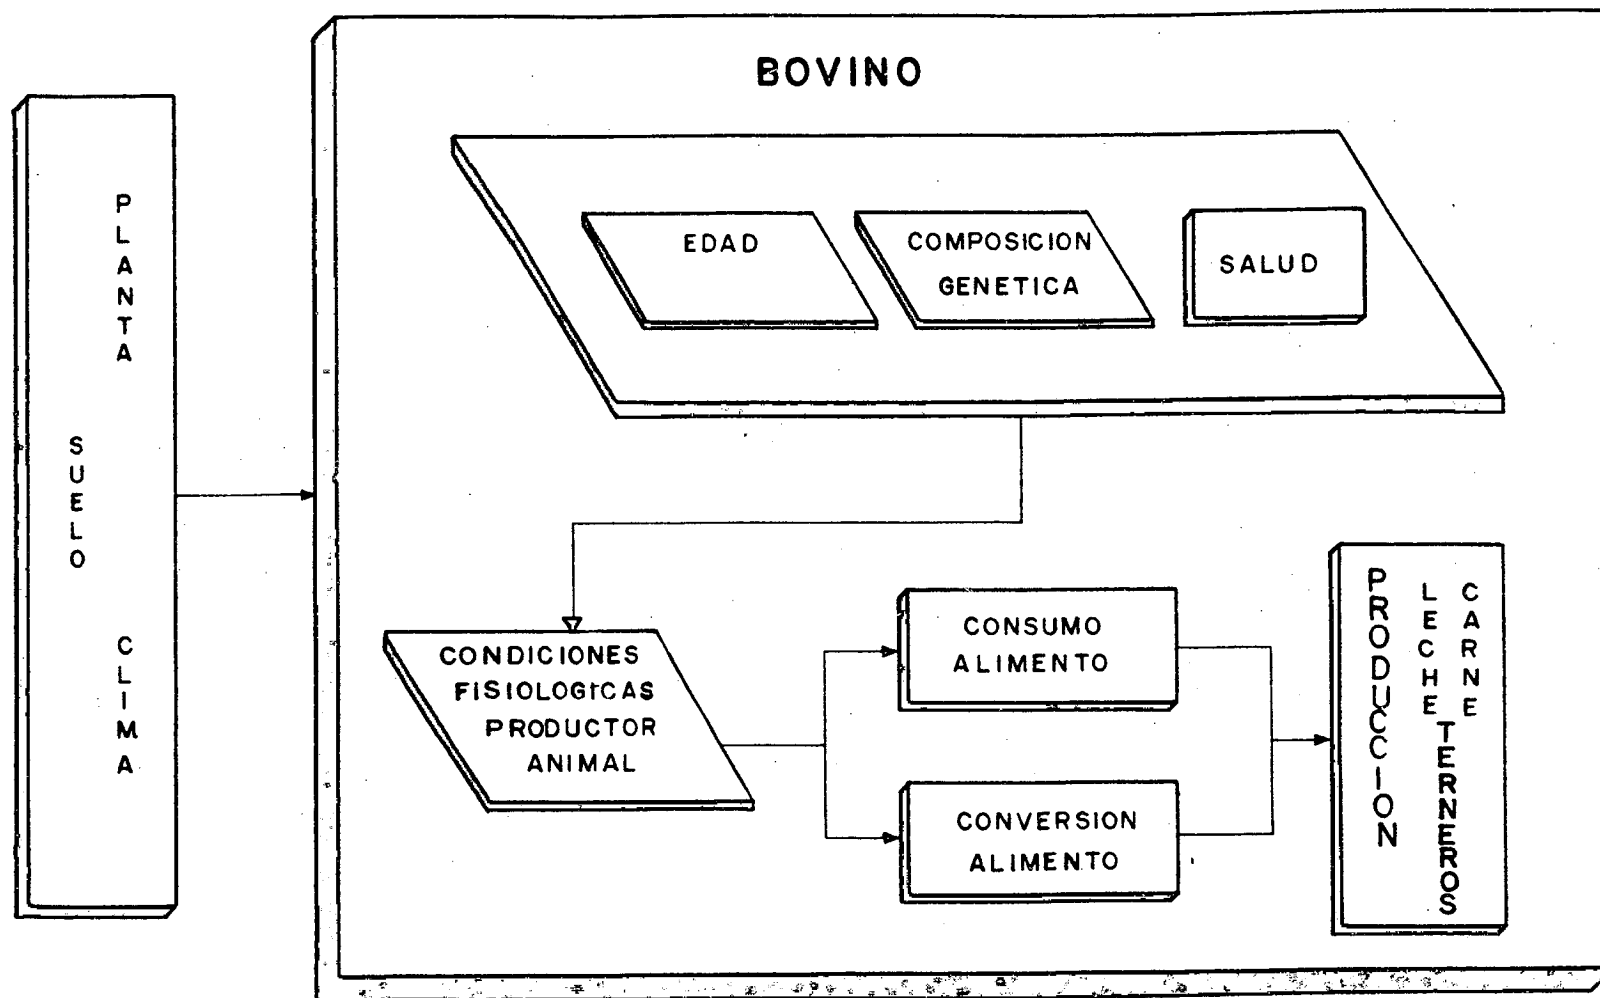 BOVINO
PLANTA
SUELO
CLIMA
EDAD
COMPOSICION
GENETICA
SALUD
CONDICIONES
FISIOLOGICAS
PRODUCTOR
ANIMAL
CONSUMO
ALIMENTO
CONVERSION
ALIMENTO
PRODUCCION
LECHE
CARNE
TERNEROS